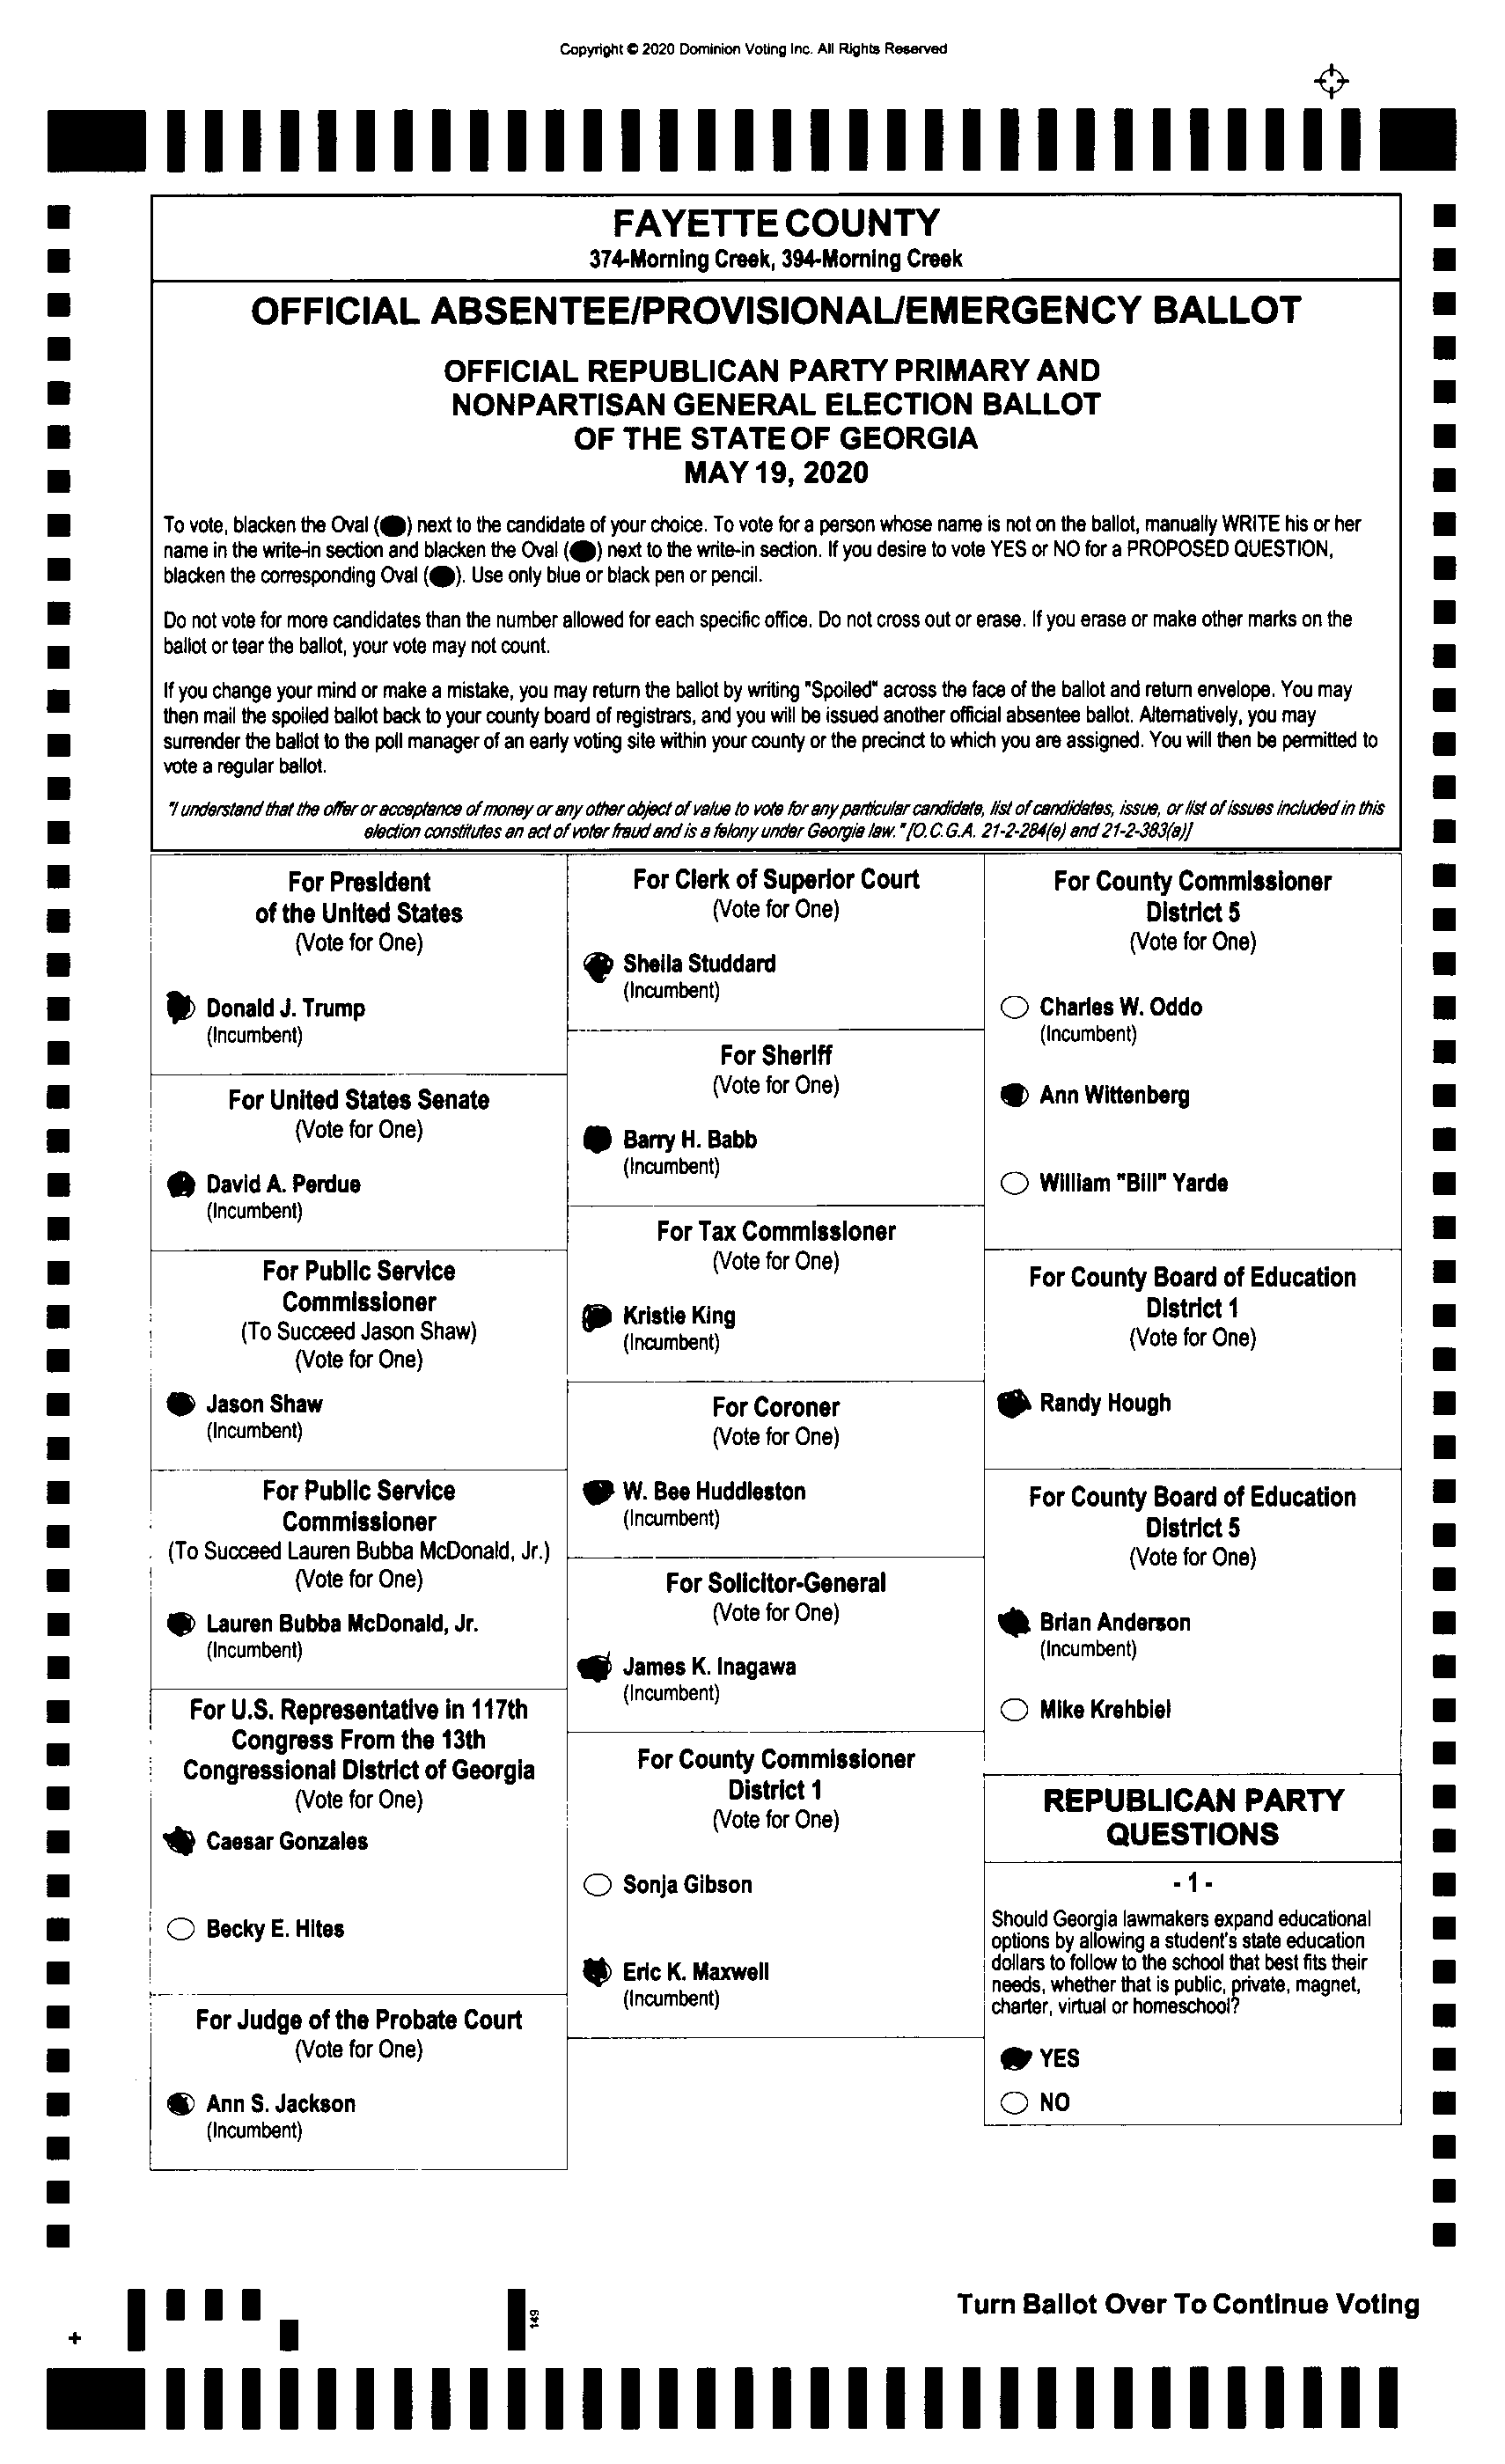 Copyright © 2020 Dominion Voting Inc. All Rights Reserved
FAYETTE COUNTY
374-Morning Creek, 394-Morning Creek
OFFICIAL ABSENTEE/PROVISIONAL/EMERGENCY BALLOT
OFFICIAL REPUBLICAN PARTY PRIMARY AND
NONPARTISAN GENERAL ELECTION BALLOT
OF THE STATE OF GEORGIA
MAY 19, 2020
To vote, blacken the Oval (●) next to the candidate of your choice. To vote for a person whose name is not on the ballot, manually WRITE his or her
name in the write-in section and blacken the Oval (●) next to the write-in section. If you desire to vote YES or NO for a PROPOSED QUESTION,
blacken the corresponding Oval (●). Use only blue or black pen or pencil.
Do not vote for more candidates than the number allowed for each specific office. Do not cross out or erase. If you erase or make other marks on the
ballot or tear the ballot, your vote may not count.
If you change your mind or make a mistake, you may return the ballot by writing "Spoiled" across the face of the ballot and return envelope. You may
then mail the spoiled ballot back to your county board of registrars, and you will be issued another official absentee ballot. Alternatively, you may
surrender the ballot to the poll manager of an early voting site within your county or the precinct to which you are assigned. You will then be permitted to
vote a regular ballot.
"I understand that the offer or acceptance of money or any other object of value to vote for any particular candidate, list of candidates, issue, or list of issues included in this
election constitutes an act of voter fraud and is a felony under Georgia law." [O.C.G.A. 21-2-284(e) and 21-2-383(a)]
For President
of the United States
(Vote for One)
Donald J. Trump
(Incumbent)
For United States Senate
(Vote for One)
David A. Perdue
(Incumbent)
For Public Service
Commissioner
(To Succeed Jason Shaw)
(Vote for One)
Jason Shaw
(Incumbent)
For Public Service
Commissioner
(To Succeed Lauren Bubba McDonald, Jr.)
(Vote for One)
Lauren Bubba McDonald, Jr.
(Incumbent)
For U.S. Representative in 117th
Congress From the 13th
Congressional District of Georgia
(Vote for One)
Caesar Gonzales
Becky E. Hites
For Judge of the Probate Court
(Vote for One)
Ann S. Jackson
(Incumbent)
For Clerk of Superior Court
(Vote for One)
Sheila Studdard
(Incumbent)
For Sheriff
(Vote for One)
Barry H. Babb
(Incumbent)
For Tax Commissioner
(Vote for One)
Kristie King
(Incumbent)
For Coroner
(Vote for One)
W. Bee Huddleston
(Incumbent)
For Solicitor-General
(Vote for One)
James K. Inagawa
(Incumbent)
For County Commissioner
District 1
(Vote for One)
Sonja Gibson
Eric K. Maxwell
(Incumbent)
For County Commissioner
District 5
(Vote for One)
Charles W. Oddo
(Incumbent)
Ann Wittenberg
William "Bill" Yarde
For County Board of Education
District 1
(Vote for One)
Randy Hough
For County Board of Education
District 5
(Vote for One)
Brian Anderson
(Incumbent)
Mike Krehbiel
REPUBLICAN PARTY
QUESTIONS
- 1 -
Should Georgia lawmakers expand educational
options by allowing a student's state education
dollars to follow to the school that best fits their
needs, whether that is public, private, magnet,
charter, virtual or homeschool?
YES
NO
Turn Ballot Over To Continue Voting
149
+